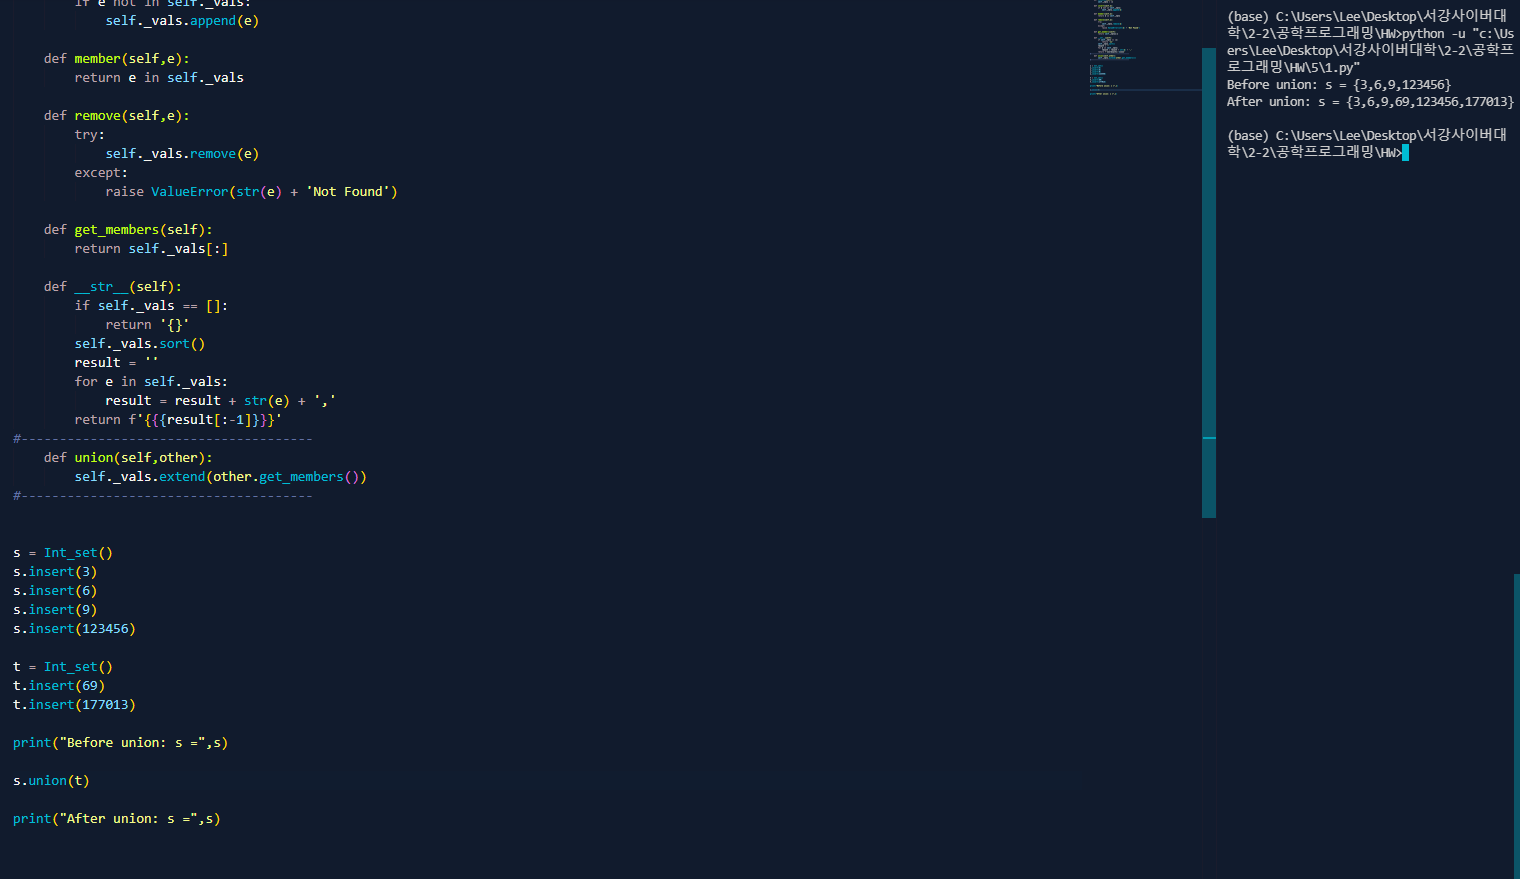 if e not in self._vals:
self._vals.append(e)
def member(self,e):
return e in self._vals
def remove(self,e):
try:
self._vals.remove(e)
except:
raise ValueError(str(e) + 'Not Found')
def get_members(self):
return self._vals[:]
def __str__(self):
if self._vals == []:
return '{}'
self._vals.sort()
result = ''
for e in self._vals:
result = result + str(e) + ','
return f'{{{result[:-1]}}}'
#--------------------------------------
def union(self,other):
self._vals.extend(other.get_members())
#--------------------------------------
s = Int_set()
s.insert(3)
s.insert(6)
s.insert(9)
s.insert(123456)
t = Int_set()
t.insert(69)
t.insert(177013)
print("Before union: s =",s)
s.union(t)
print("After union: s =",s)
(base) C:\Users\Lee\Desktop\서강사이버대
학\2-2\공학프로그래밍\HW>python -u "c:\Us
ers\Lee\Desktop\서강사이버대학\2-2\공학프
로그래밍\HW\5\1.py"
Before union: s = {3,6,9,123456}
After union: s = {3,6,9,69,123456,177013}
(base) C:\Users\Lee\Desktop\서강사이버대
학\2-2\공학프로그래밍\HW>